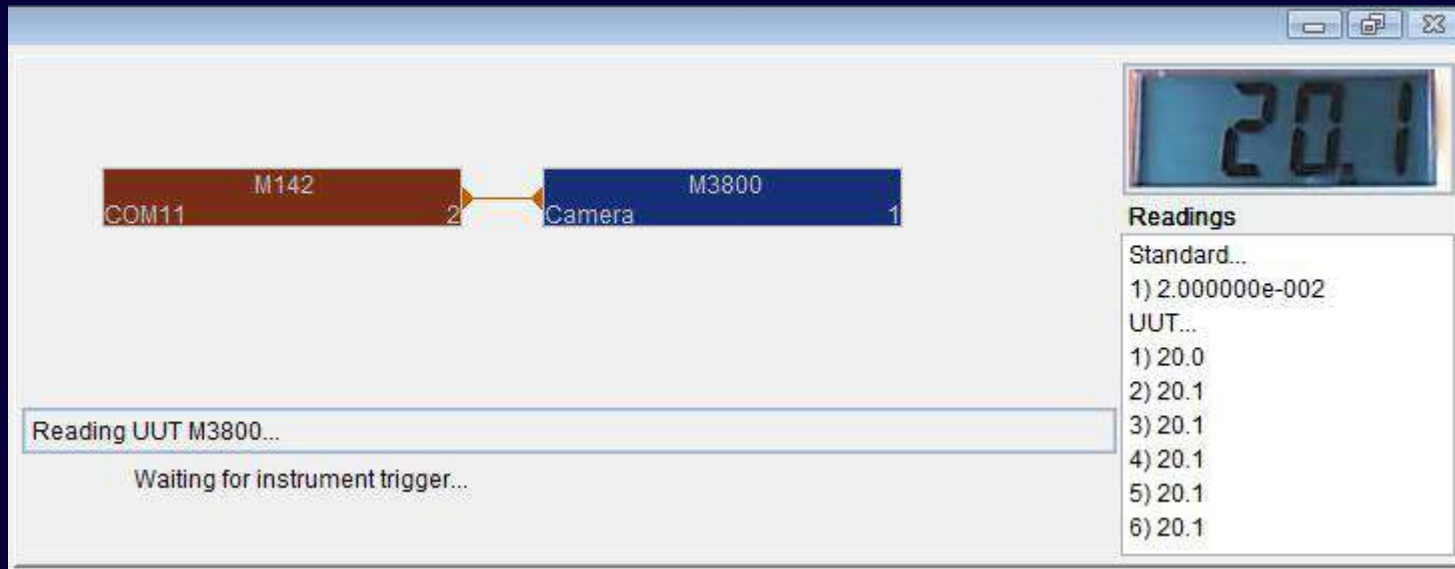 M142
COM11 2
M3800
Camera 1
Reading UUT M3800...
Waiting for instrument trigger...
20.1
Readings
Standard...
1) 2.000000e-002
UUT...
1) 20.0
2) 20.1
3) 20.1
4) 20.1
5) 20.1
6) 20.1